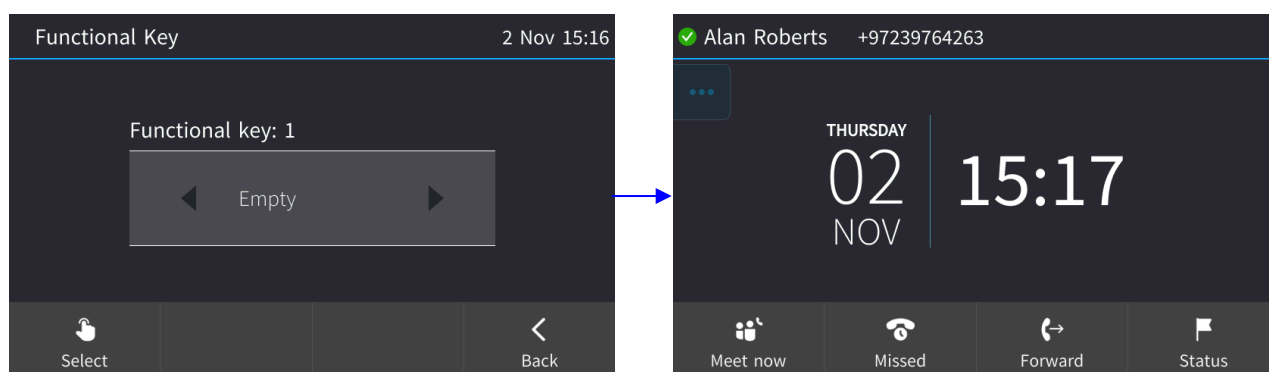 Functional Key 2 Nov 15:16
Functional key: 1
Empty
Select Back
Alan Roberts +97239764263
THURSDAY
02
NOV
15:17
Meet now Missed Forward Status